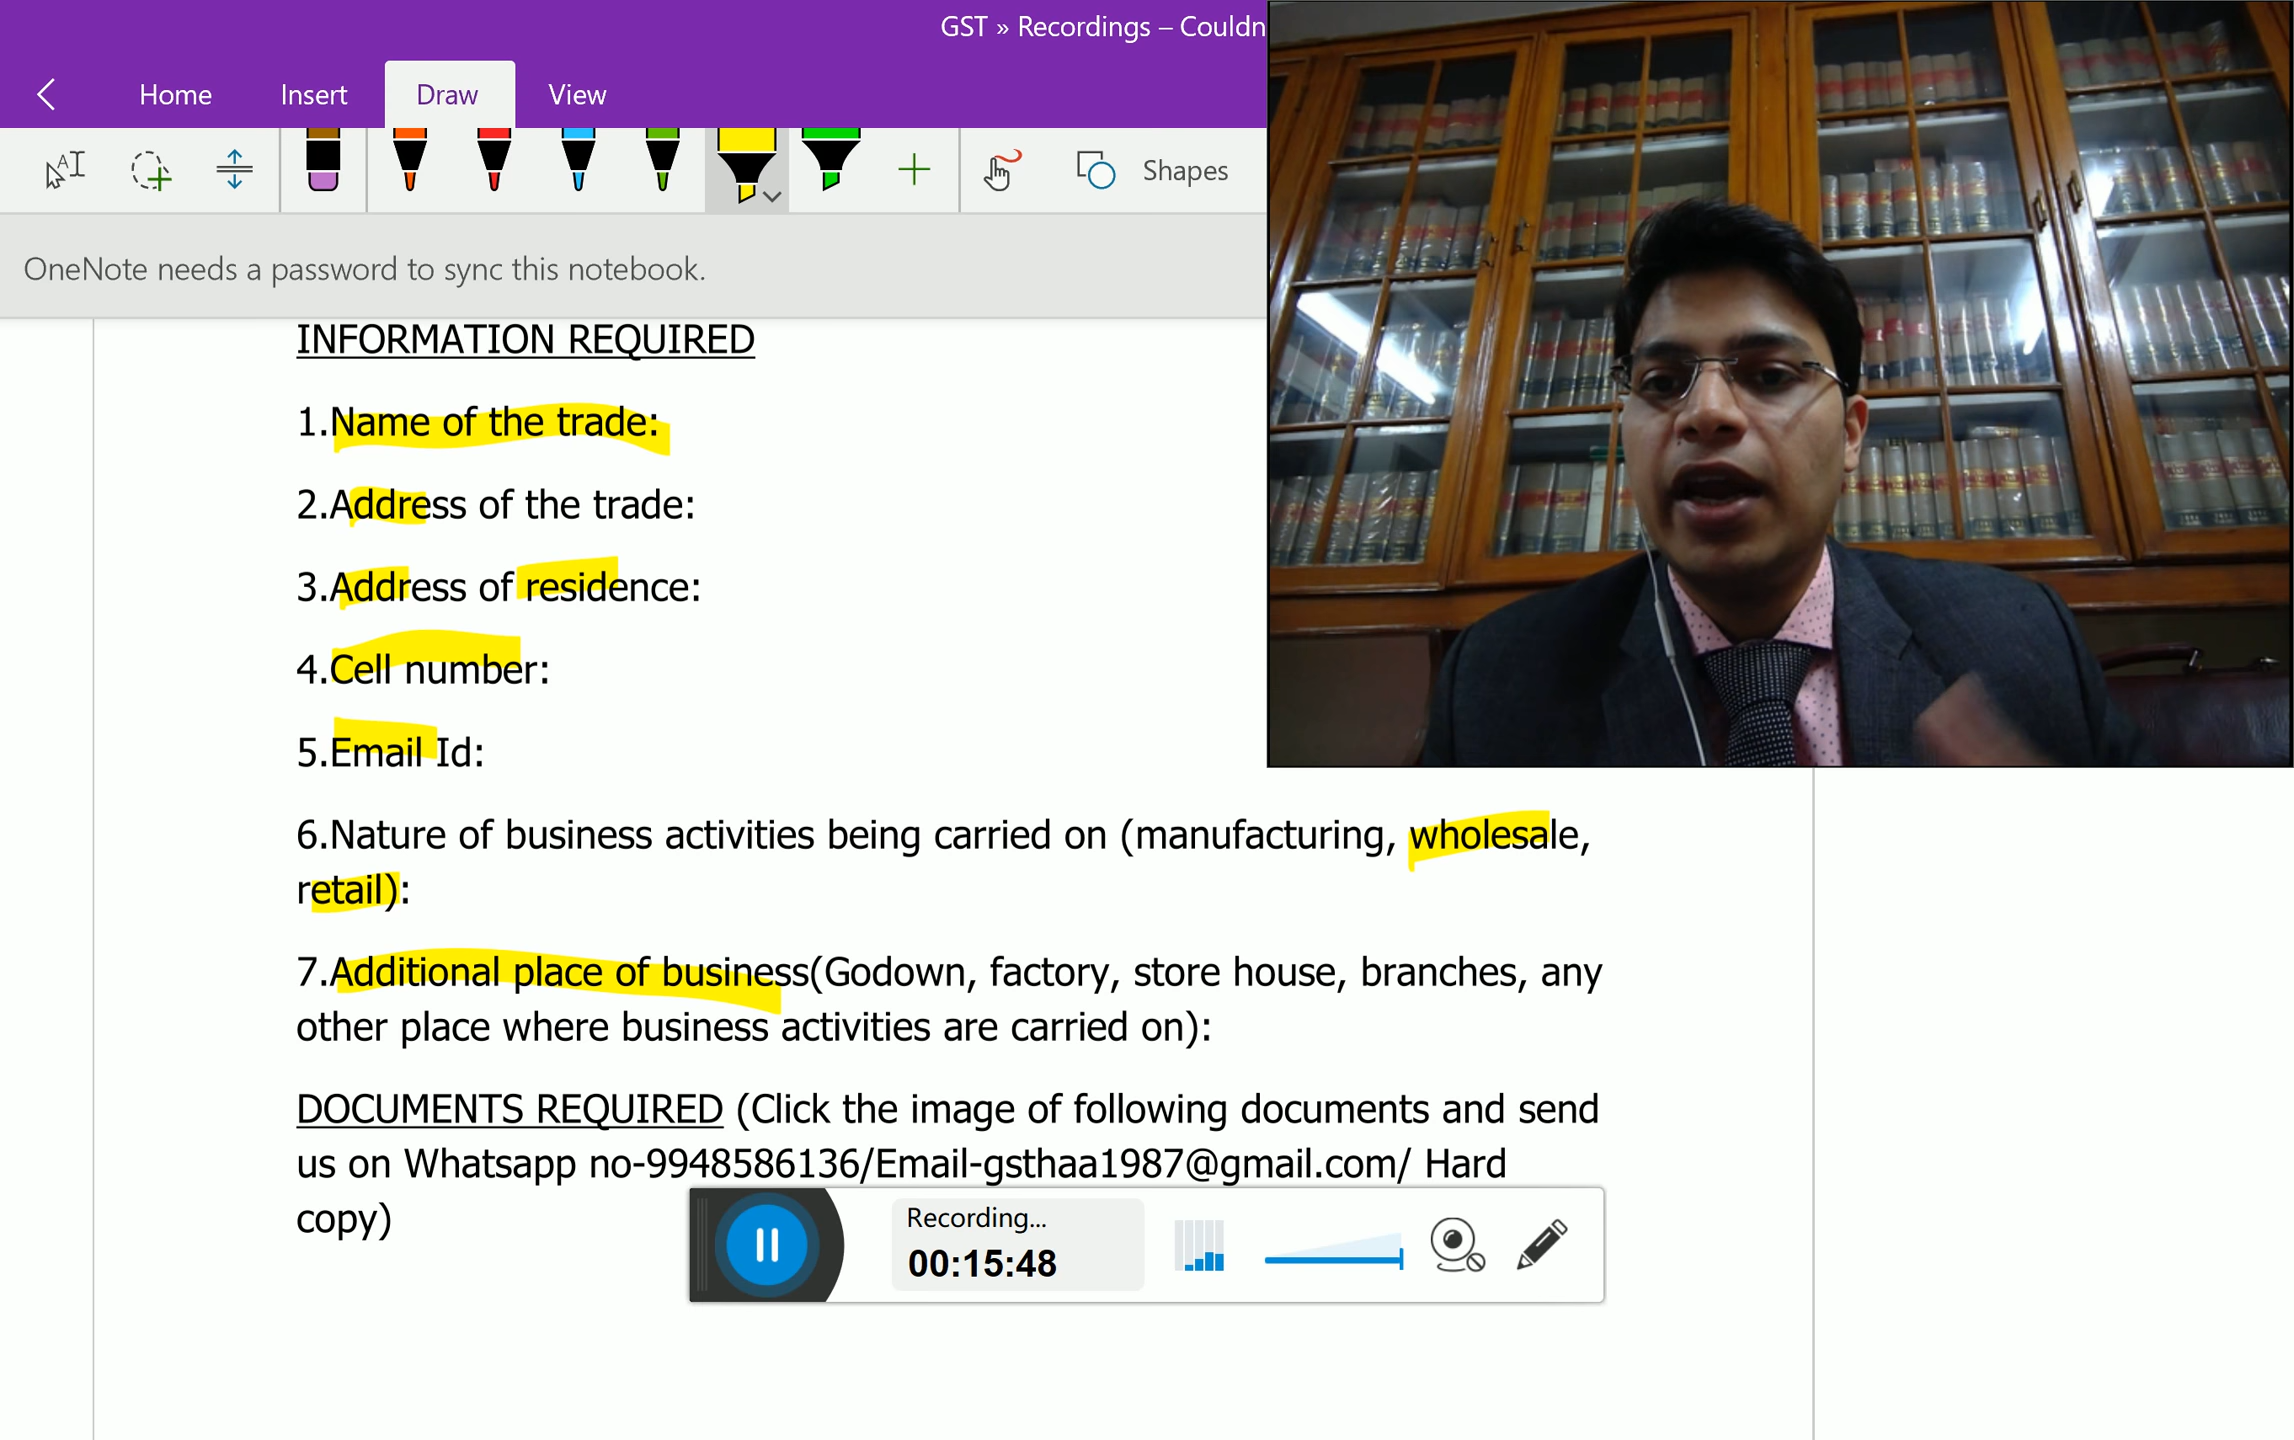 GST » Recordings – Couldn
Home Insert Draw View
Shapes
OneNote needs a password to sync this notebook.
INFORMATION REQUIRED
1.Name of the trade:
2.Address of the trade:
3.Address of residence:
4.Cell number:
5.Email Id:
6.Nature of business activities being carried on (manufacturing, wholesale,
retail):
7.Additional place of business(Godown, factory, store house, branches, any
other place where business activities are carried on):
DOCUMENTS REQUIRED (Click the image of following documents and send
us on Whatsapp no-9948586136/Email-gsthaa1987@gmail.com/ Hard
copy)
Recording...
00:15:48